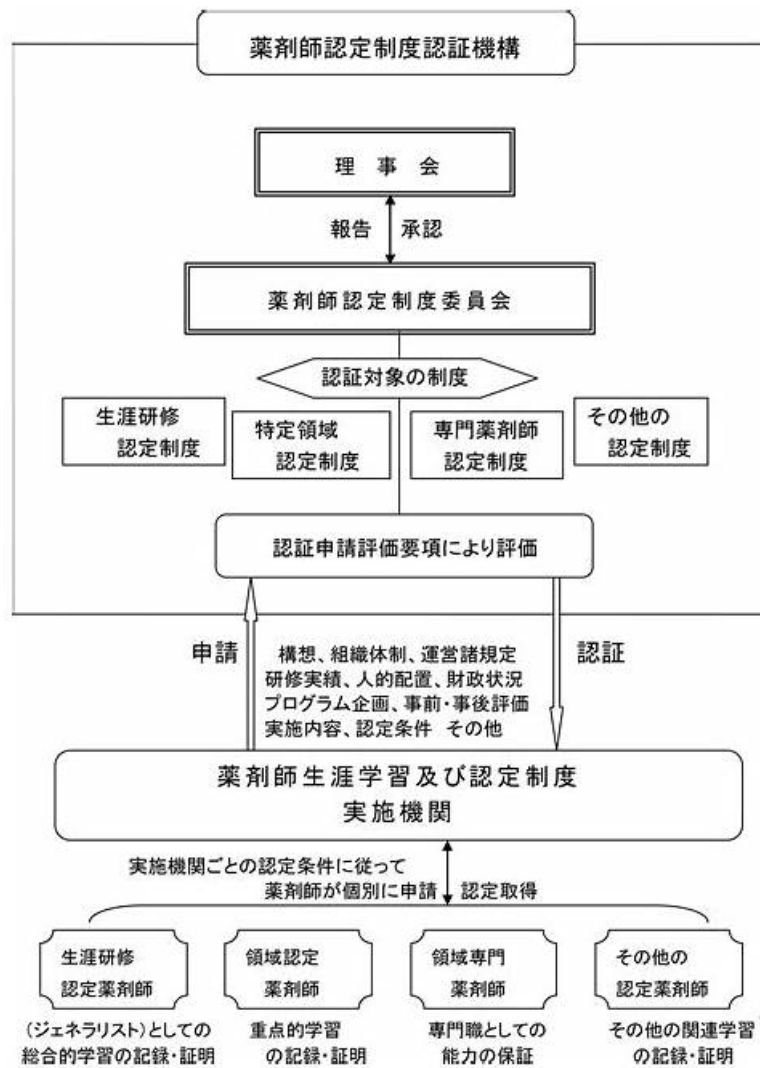 薬剤師認定制度認証機構
理 事 会
報告 承認
薬剤師認定制度委員会
認証対象の制度
生涯研修
認定制度
特定領域
認定制度
専門薬剤師
認定制度
その他の
認定制度
認証申請評価要項により評価
申請
構想、組織体制、運営諸規定
研修実績、人的配置、財政状況
プログラム企画、事前・事後評価
実施内容、認定条件 その他
認証
薬剤師生涯学習及び認定制度
実施機関
実施機関ごとの認定条件に従って
薬剤師が個別に申請 認定取得
生涯研修
認定薬剤師
領域認定
薬剤師
領域専門
薬剤師
その他の
認定薬剤師
(ジェネラリスト)としての
総合的学習の記録・証明
重点的学習
の記録・証明
専門職としての
能力の保証
その他の関連学習
の記録・証明